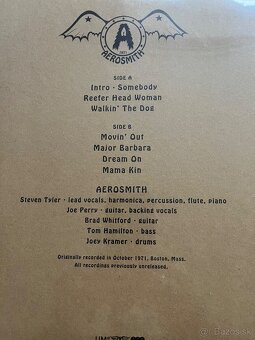 A
AEROSMITH
SIDE A
Intro · Somebody
Reefer Head Woman
Walkin' The Dog
SIDE B
Movin' Out
Major Barbara
Dream On
Mama Kin
AEROSMITH
Steven Tyler · lead vocals, harmonica, percussion, flute, piano
Joe Perry · guitar, backing vocals
Brad Whitford · guitar
Tom Hamilton · bass
Joey Kramer · drums
Originally recorded in October 1971, Boston, Mass.
All recordings previously unreleased.